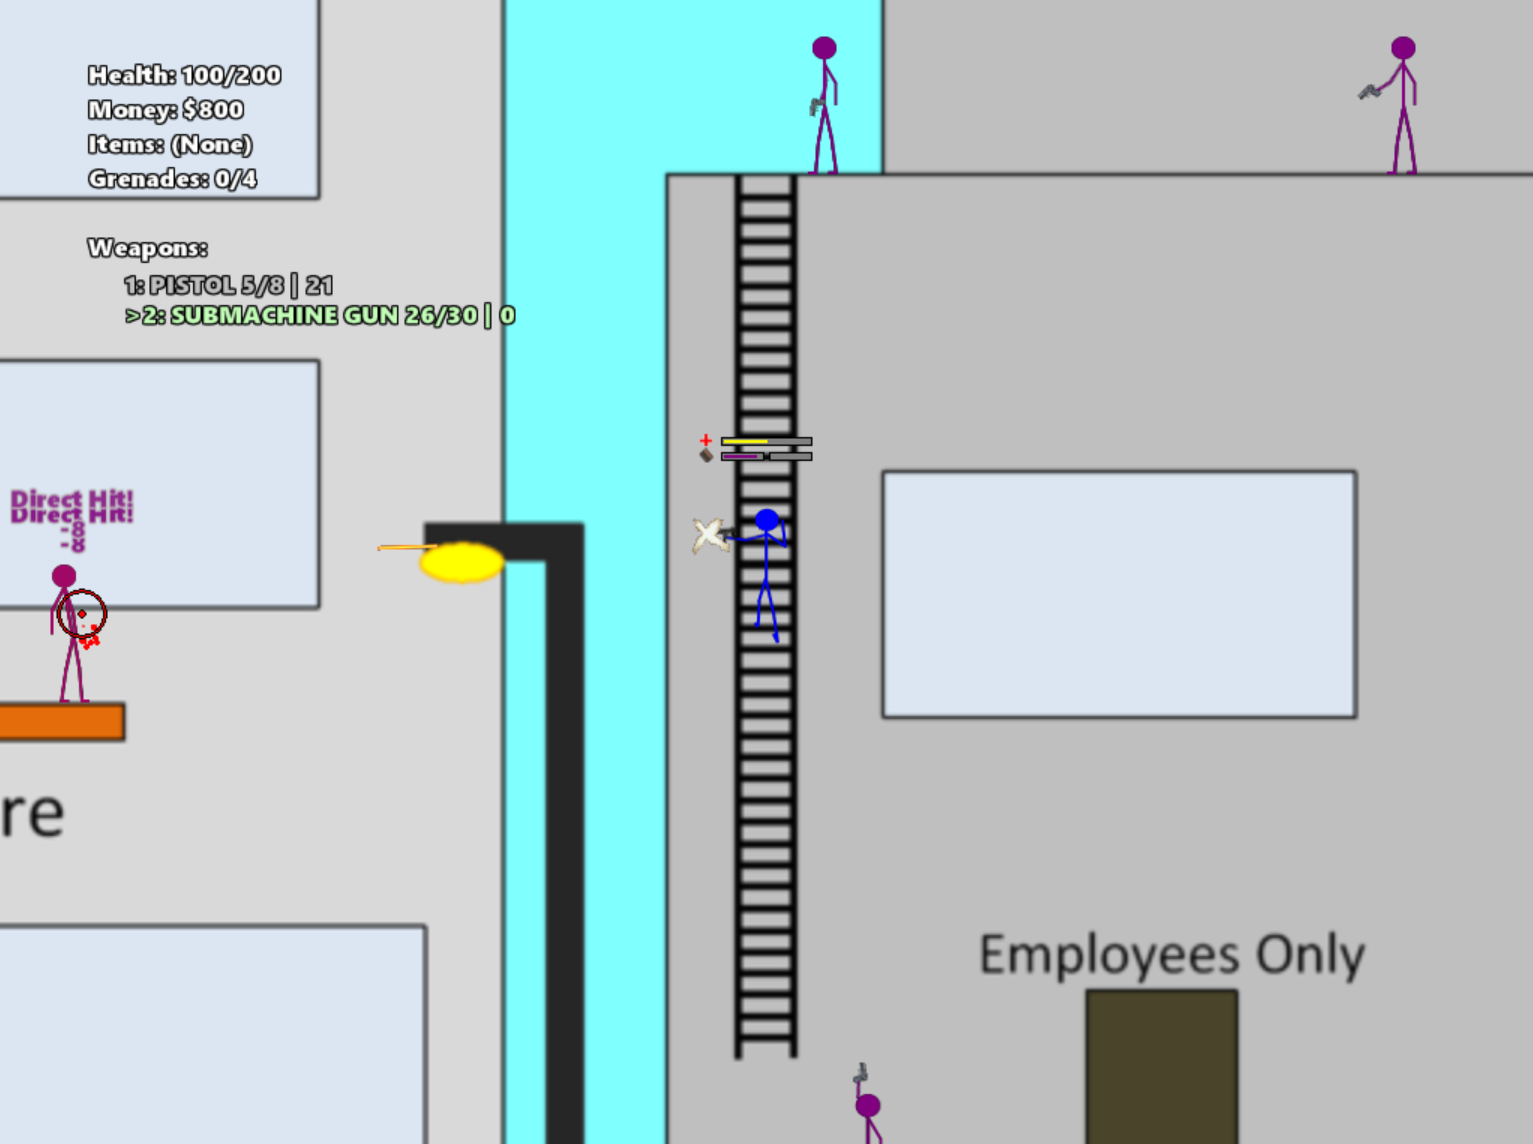 Health: 100/200
Money: $800
Items: (None)
Grenades: 0/4
Weapons:
1: PISTOL 5/8 | 21
>2: SUBMACHINE GUN 26/30 | 0
Direct Hit!
Direct Hit!
-8
-8
re
Employees Only